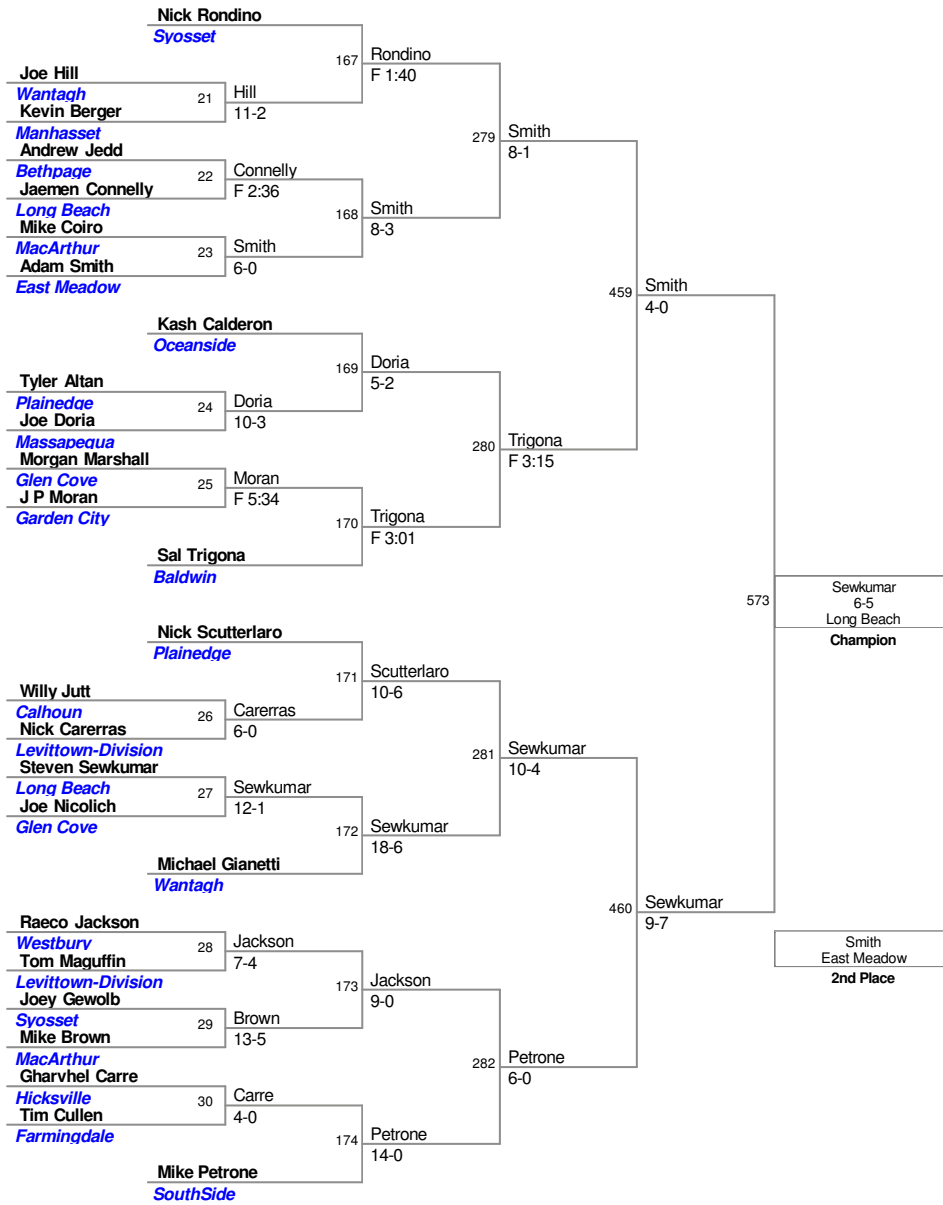 Nick Rondino
Syosset
167
Rondino
F 1:40
Joe Hill
Wantagh
21
Hill
Kevin Berger
11-2
Manhasset
279
Smith
8-1
Andrew Jedd
Bethpage
22
Connelly
Jaemen Connelly
F 2:36
Long Beach
168
Smith
8-3
Mike Coiro
MacArthur
23
Smith
Adam Smith
6-0
East Meadow
459
Smith
4-0
Kash Calderon
Oceanside
169
Doria
5-2
Tyler Altan
Plainedge
24
Doria
Joe Doria
10-3
Massapequa
280
Trigona
F 3:15
Morgan Marshall
Glen Cove
25
Moran
J P Moran
F 5:34
Garden City
170
Trigona
F 3:01
Sal Trigona
Baldwin
573
Sewkumar
6-5
Long Beach
Champion
Nick Scutterlaro
Plainedge
171
Scutterlaro
10-6
Willy Jutt
Calhoun
26
Carerras
Nick Carerras
6-0
Levittown-Division
281
Sewkumar
10-4
Steven Sewkumar
Long Beach
27
Sewkumar
Joe Nicolich
12-1
Glen Cove
172
Sewkumar
18-6
Michael Gianetti
Wantagh
460
Sewkumar
9-7
Raeco Jackson
Westbury
28
Jackson
Tom Maguffin
7-4
Levittown-Division
173
Jackson
9-0
Smith
East Meadow
2nd Place
Joey Gewolb
Syosset
29
Brown
Mike Brown
13-5
MacArthur
282
Petrone
6-0
Gharvhel Carre
Hicksville
30
Carre
Tim Cullen
4-0
Farmingdale
174
Petrone
14-0
Mike Petrone
SouthSide